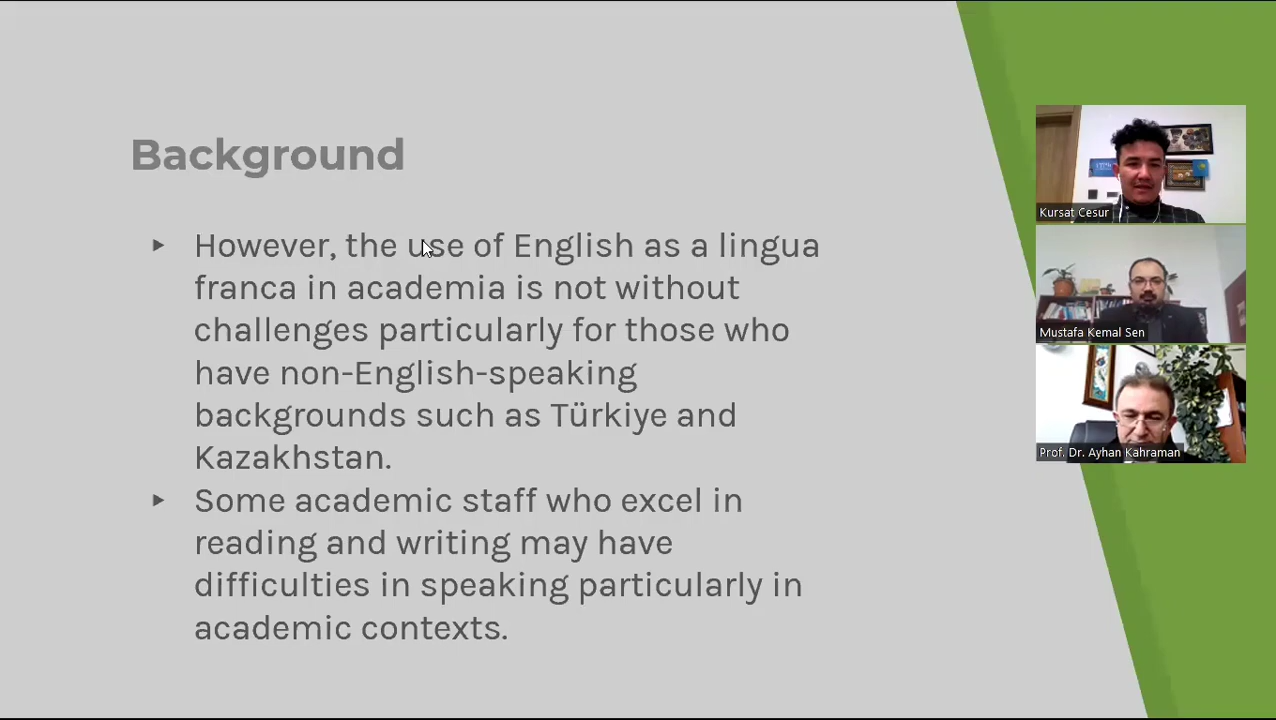 Background
However, the use of English as a lingua
franca in academia is not without
challenges particularly for those who
have non-English-speaking
backgrounds such as Türkiye and
Kazakhstan.
Some academic staff who excel in
reading and writing may have
difficulties in speaking particularly in
academic contexts.
Kursat Cesur
Mustafa Kemal Sen
Prof. Dr. Ayhan Kahraman